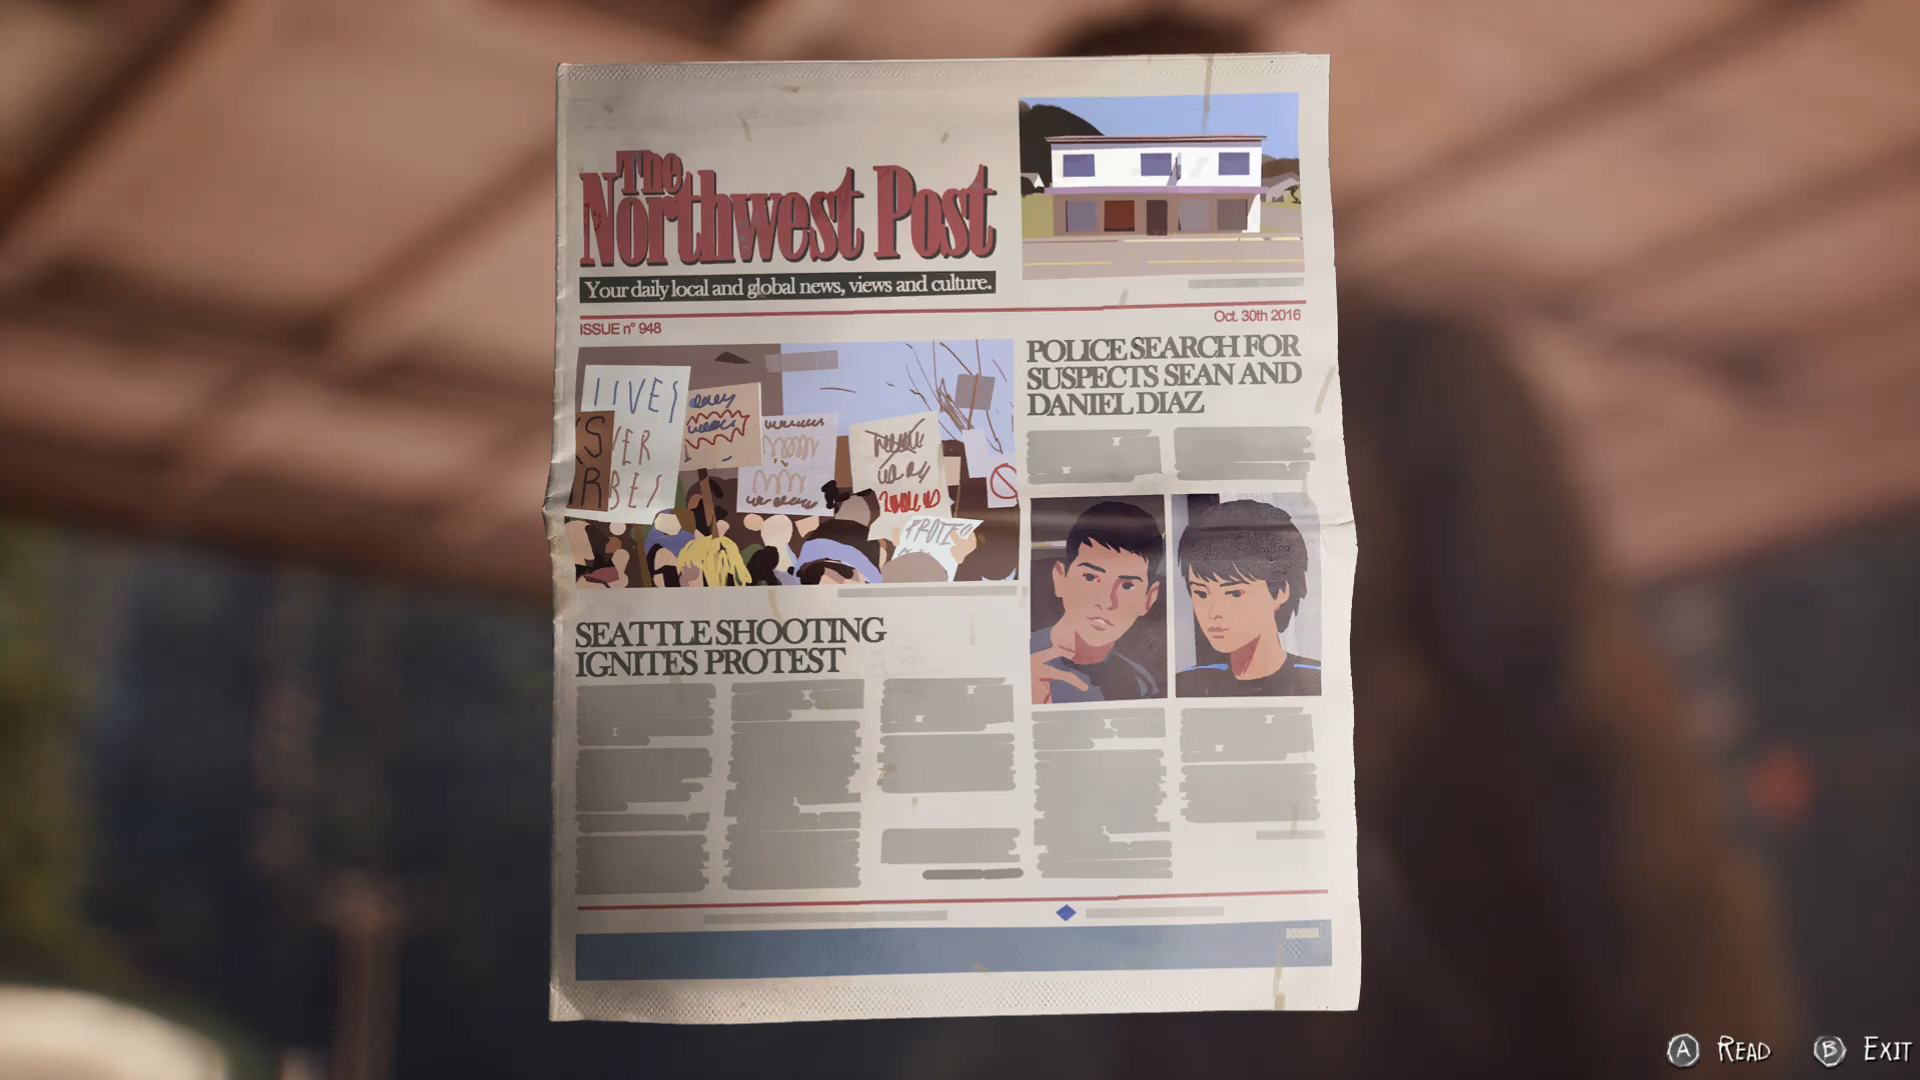 The
Northwest Post
Your daily local and global news, views and culture.
ISSUE n° 948
Oct. 30th 2016
POLICE SEARCH FOR
SUSPECTS SEAN AND
DANIEL DIAZ
SEATTLE SHOOTING
IGNITES PROTEST
A READ
B EXIT